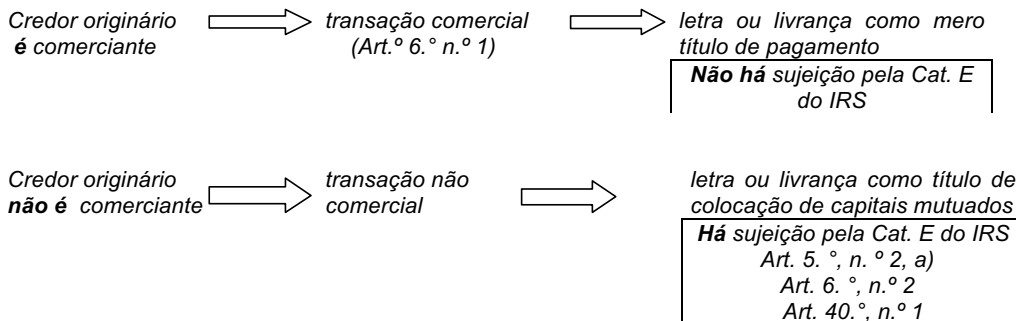 Credor originário
é comerciante
transação comercial
(Art.º 6.° n.º 1)
letra ou livrança como mero
título de pagamento
Não há sujeição pela Cat. E
do IRS
Credor originário
não é comerciante
transação não
comercial
letra ou livrança como título de
colocação de capitais mutuados
Há sujeição pela Cat. E do IRS
Art. 5. °, n. º 2, a)
Art. 6. °, n.º 2
Art. 40.°, n.º 1